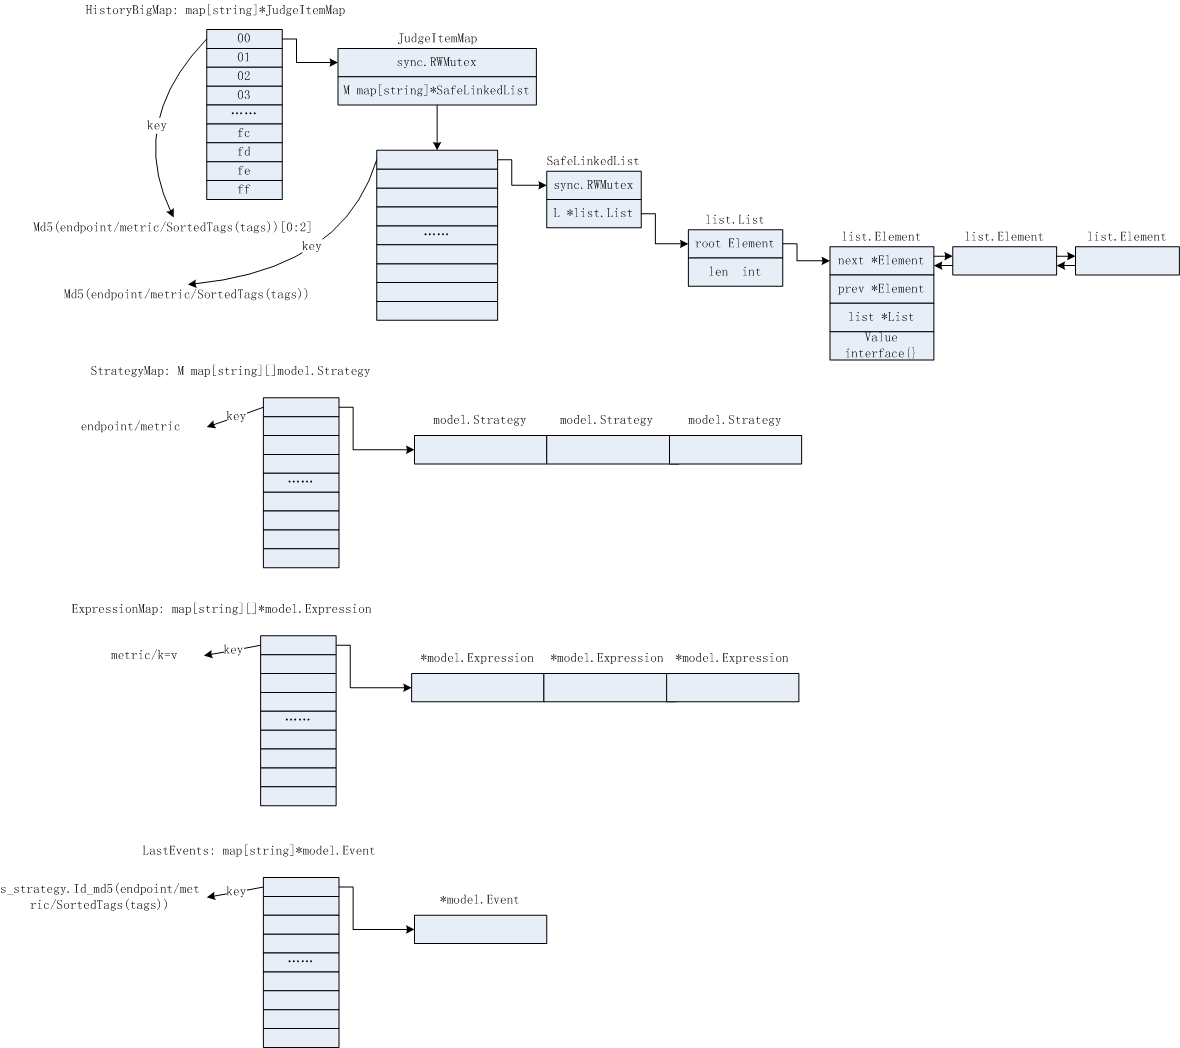 HistoryBigMap: map[string]*JudgeItemMap
00
01
02
03
……
fc
fd
fe
ff
key
Md5(endpoint/metric/SortedTags(tags))[0:2]
JudgeItemMap
sync.RWMutex
M map[string]*SafeLinkedList
……
key
Md5(endpoint/metric/SortedTags(tags))
SafeLinkedList
sync.RWMutex
L *list.List
list.List
root Element
len int
list.Element
list.Element
list.Element
next *Element
prev *Element
list *List
Value
interface{}
StrategyMap: M map[string][]model.Strategy
key
endpoint/metric
……
model.Strategy
model.Strategy
model.Strategy
ExpressionMap: map[string][]*model.Expression
key
metric/k=v
……
*model.Expression
*model.Expression
*model.Expression
LastEvents: map[string]*model.Event
key
s_strategy.Id_md5(endpoint/met
ric/SortedTags(tags))
……
*model.Event